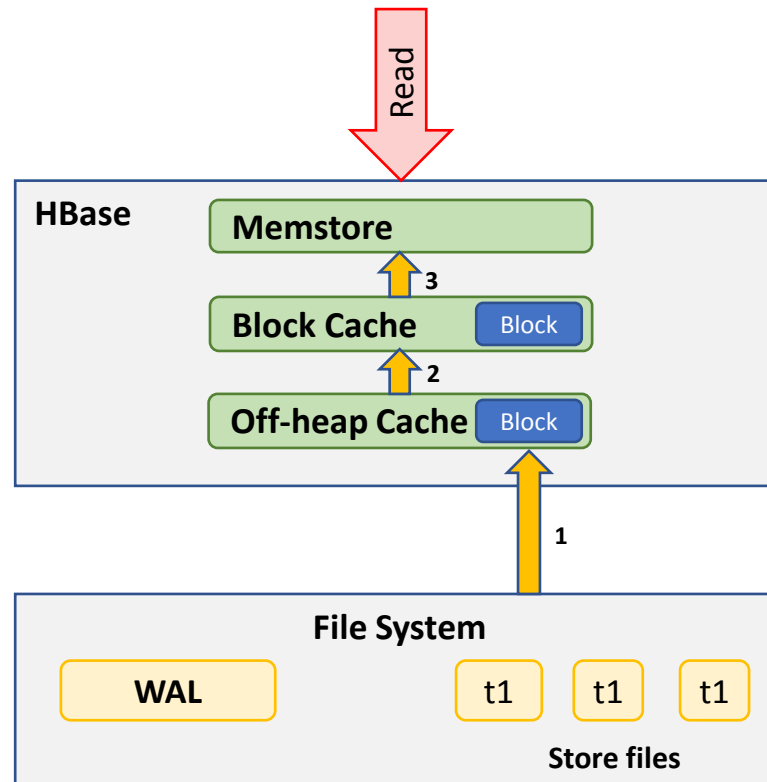 Read
HBase
Memstore
3
Block Cache
Block
2
Off-heap Cache
Block
1
File System
WAL
t1
t1
t1
Store files